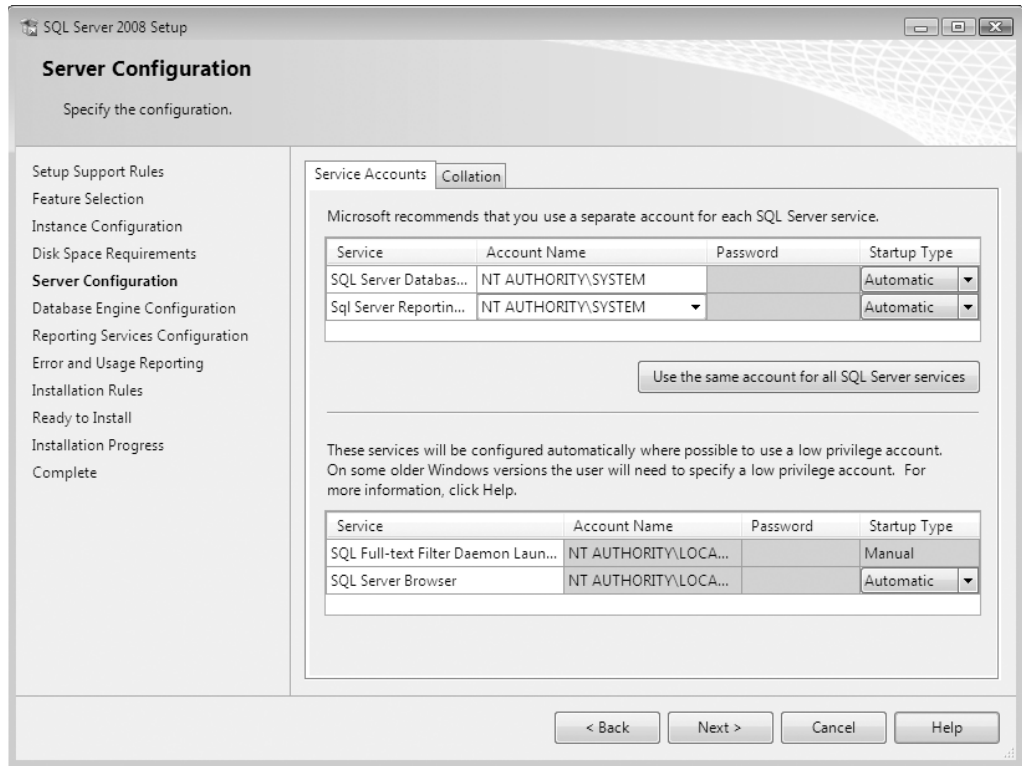 SQL Server 2008 Setup
Server Configuration
Specify the configuration.
Setup Support Rules
Feature Selection
Instance Configuration
Disk Space Requirements
Server Configuration
Database Engine Configuration
Reporting Services Configuration
Error and Usage Reporting
Installation Rules
Ready to Install
Installation Progress
Complete
Service Accounts Collation
Microsoft recommends that you use a separate account for each SQL Server service.
Service Account Name Password Startup Type
SQL Server Databas... NT AUTHORITY\SYSTEM Automatic
Sql Server Reportin... NT AUTHORITY\SYSTEM Automatic
Use the same account for all SQL Server services
These services will be configured automatically where possible to use a low privilege account.
On some older Windows versions the user will need to specify a low privilege account. For
more information, click Help.
Service Account Name Password Startup Type
SQL Full-text Filter Daemon Laun... NT AUTHORITY\LOCA... Manual
SQL Server Browser NT AUTHORITY\LOCA... Automatic
< Back Next > Cancel Help